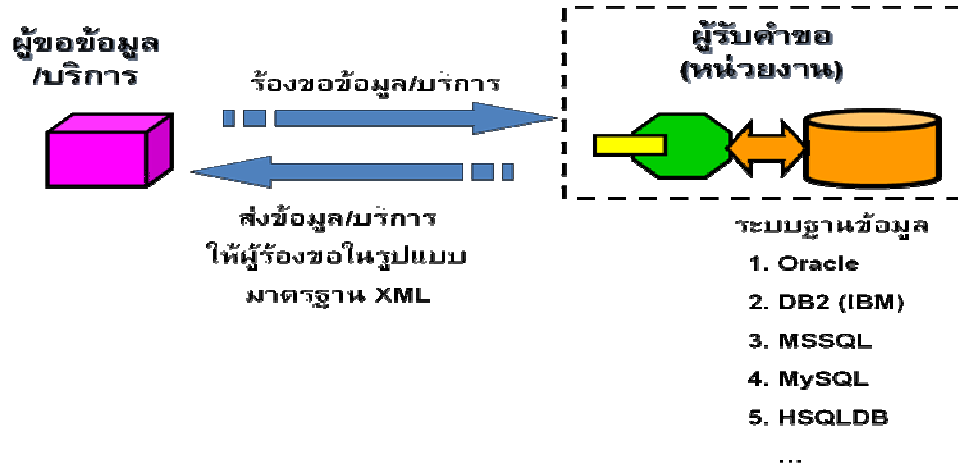 ผู้ขอข้อมูล
/บริการ
ร้องขอข้อมูล/บริการ
ส่งข้อมูล/บริการ
ให้ผู้ร้องขอในรูปแบบ
มาตรฐาน XML
ผู้รับคำขอ
(หน่วยงาน)
ระบบฐานข้อมูล
1. Oracle
2. DB2 (IBM)
3. MSSQL
4. MySQL
5. HSQLDB
...